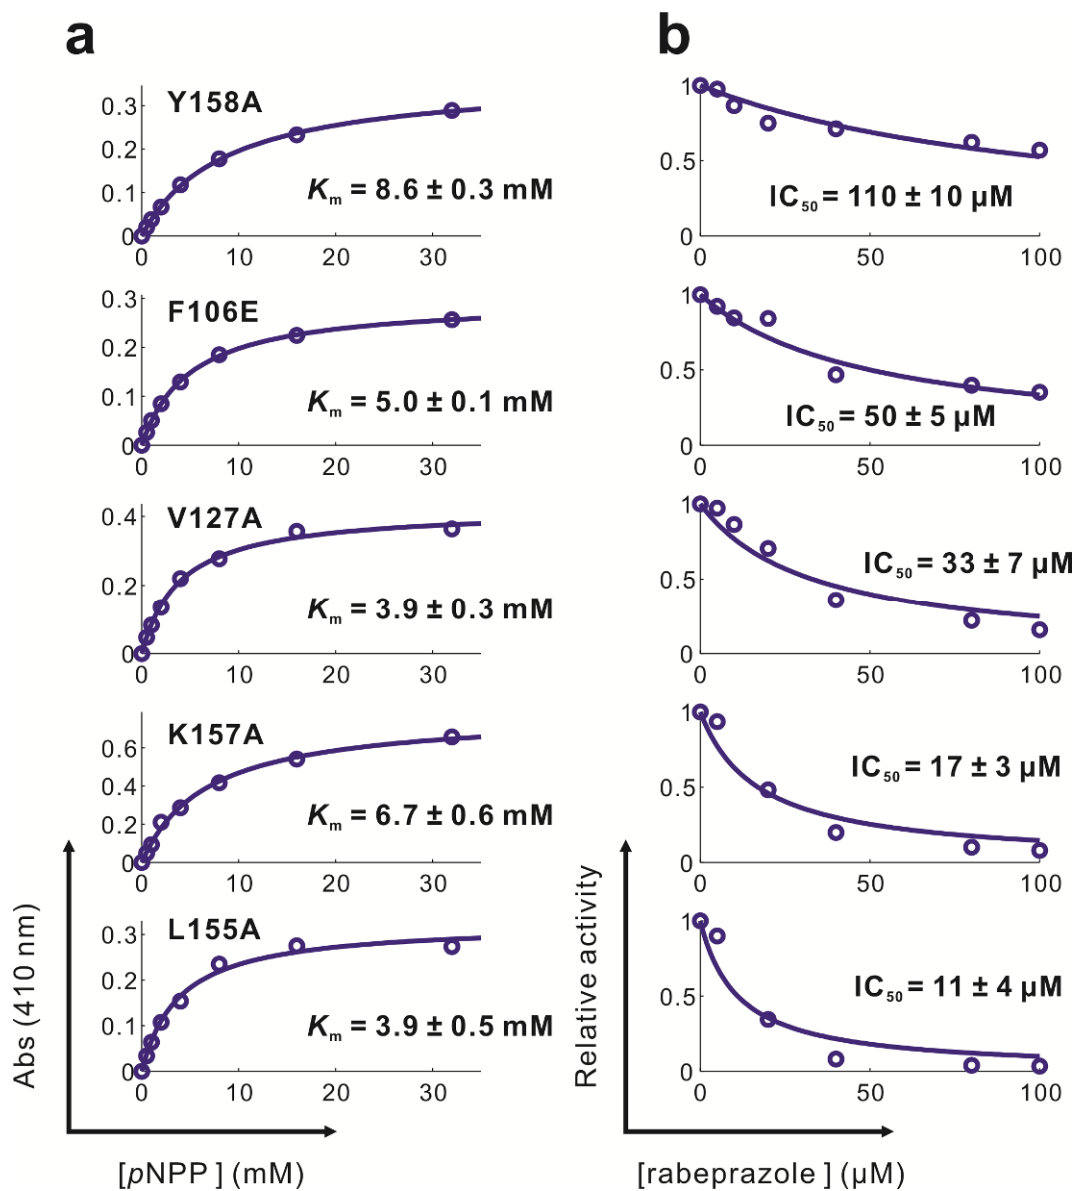 a b
0.3 Y158A
0.2
0.1
0
K m = 8.6 ± 0.3 mM
0 10 20 30
1
0.5
0
IC50 = 110 ± 10 µM
0 50 100
0.3 F106E
0.2
0.1
0
K m = 5.0 ± 0.1 mM
0 10 20 30
1
0.5
0
IC50 = 50 ± 5 µM
0 50 100
0.4 V127A
0.2
0
K m = 3.9 ± 0.3 mM
0 10 20 30
1
0.5
0
IC50 = 33 ± 7 µM
0 50 100
K157A
0.6
0.4
0.2
0
K m = 6.7 ± 0.6 mM
0 10 20 30
1
0.5
0
IC50 = 17 ± 3 µM
0 50 100
0.3 L155A
0.2
0.1
0
K m = 3.9 ± 0.5 mM
0 10 20 30
1
0.5
0
IC50 = 11 ± 4 µM
0 50 100
Abs (410 nm)
[pNPP ] (mM)
Relative activity
[rabeprazole ] (µM)